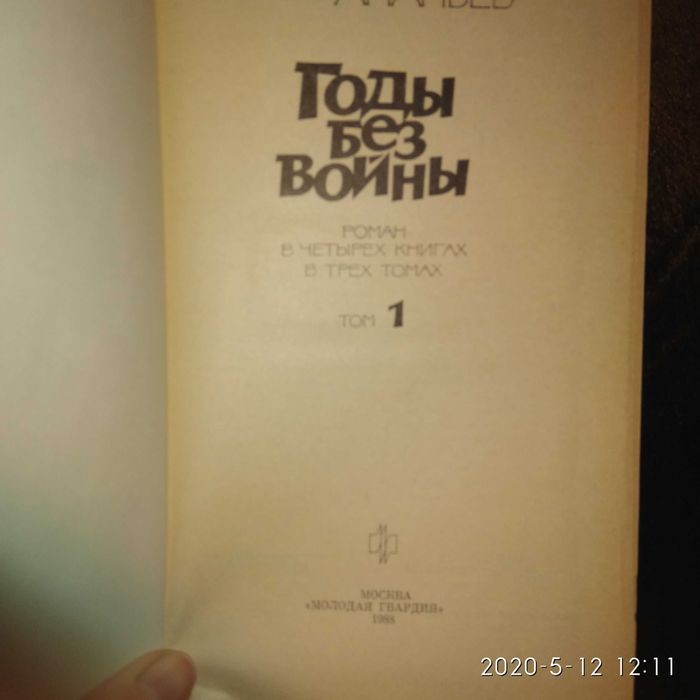 АНАНЬЕВ
Годы
без
войны
РОМАН
В ЧЕТЫРЕХ КНИГАХ
В ТРЕХ ТОМАХ
ТОМ 1
МОСКВА
«МОЛОДАЯ ГВАРДИЯ»
1988
2020-5-12 12:11